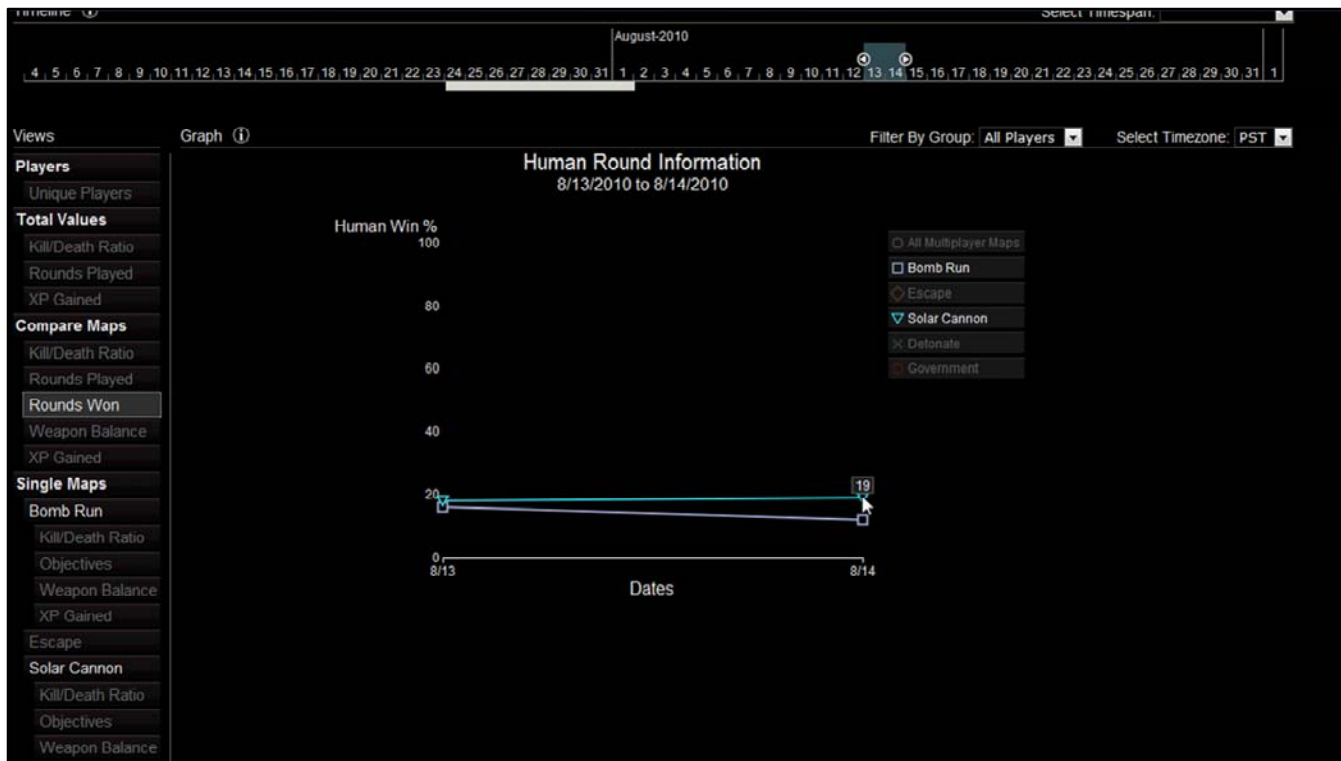 Timeline Select Timespan:
August-2010
4 5 6 7 8 9 10 11 12 13 14 15 16 17 18 19 20 21 22 23 24 25 26 27 28 29 30 31 1 2 3 4 5 6 7 8 9 10 11 12 13 14 15 16 17 18 19 20 21 22 23 24 25 26 27 28 29 30 31 1
Views Graph Filter By Group: All Players Select Timezone: PST
Players
Unique Players
Total Values
Kill/Death Ratio
Rounds Played
XP Gained
Compare Maps
Kill/Death Ratio
Rounds Played
Rounds Won
Weapon Balance
XP Gained
Single Maps
Bomb Run
Kill/Death Ratio
Objectives
Weapon Balance
XP Gained
Escape
Solar Cannon
Kill/Death Ratio
Objectives
Weapon Balance
Human Round Information
8/13/2010 to 8/14/2010
Human Win %
100
80
60
40
20
0
19
8/13 8/14
Dates
All Multiplayer Maps
Bomb Run
Escape
Solar Cannon
Detonate
Government